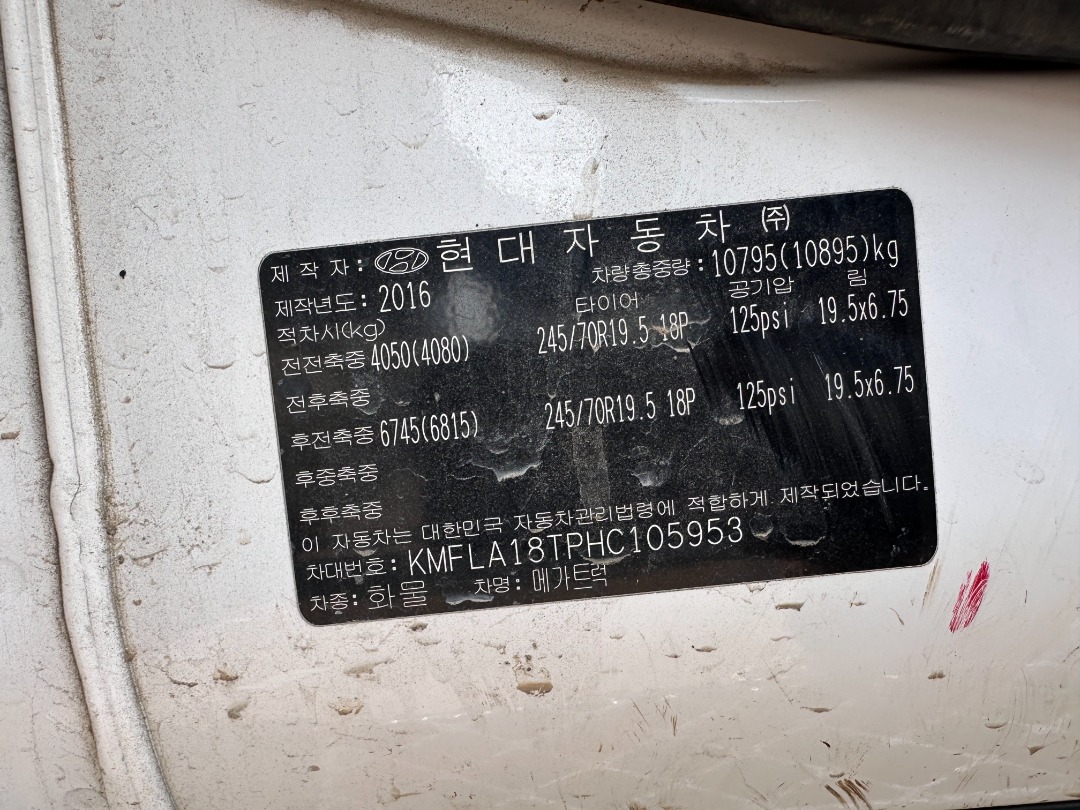 제 작 자 : 현 대 자 동 차 ㈜
제작년도 : 2016 차량총중량 : 10795(10895)kg
적차시(kg) 타이어 공기압 림
전전축중 4050(4080) 245/70R19.5 18P 125psi 19.5x6.75
전후축중
후전축중 6745(6815) 245/70R19.5 18P 125psi 19.5x6.75
후중축중
후후축중
이 자동차는 대한민국 자동차관리법령에 적합하게 제작되었습니다.
차대번호 : KMFLA18TPHC105953
차종 : 화물 차명 : 메가트럭